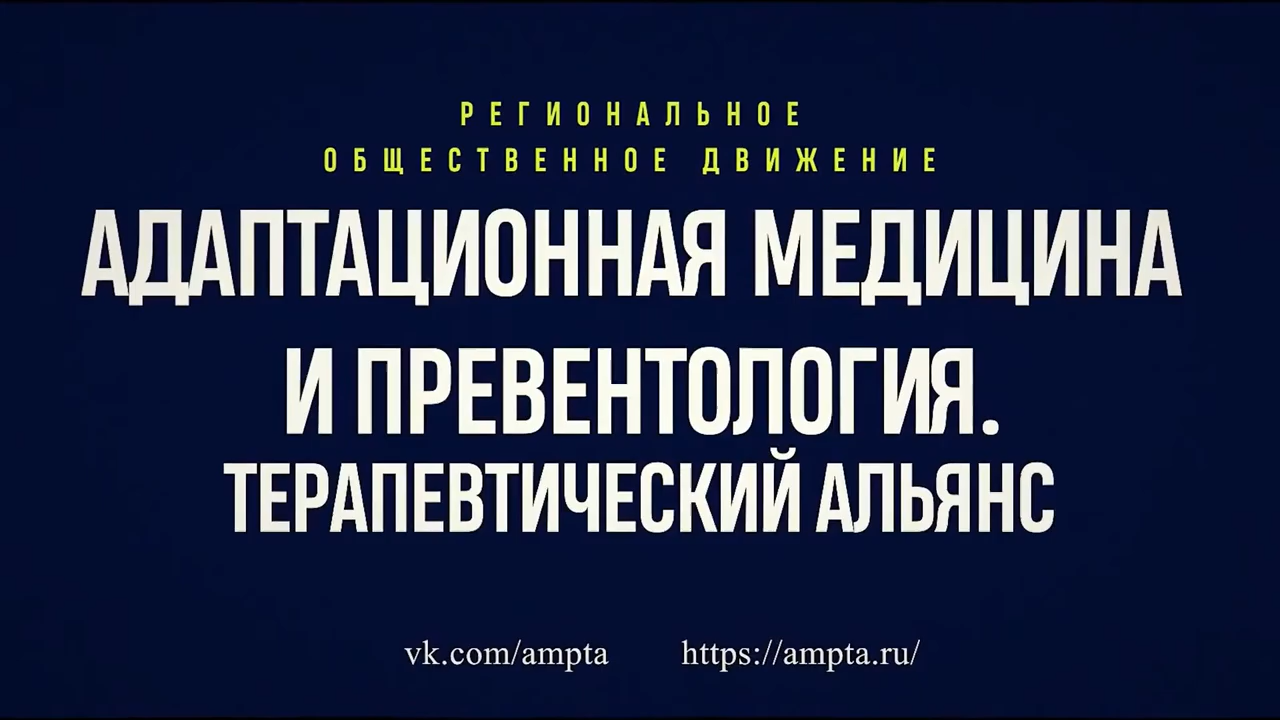 РЕГИОНАЛЬНОЕ
ОБЩЕСТВЕННОЕ ДВИЖЕНИЕ
АДАПТАЦИОННАЯ МЕДИЦИНА
И ПРЕВЕНТОЛОГИЯ.
ТЕРАПЕВТИЧЕСКИЙ АЛЬЯНС
vk.com/ampta https://ampta.ru/